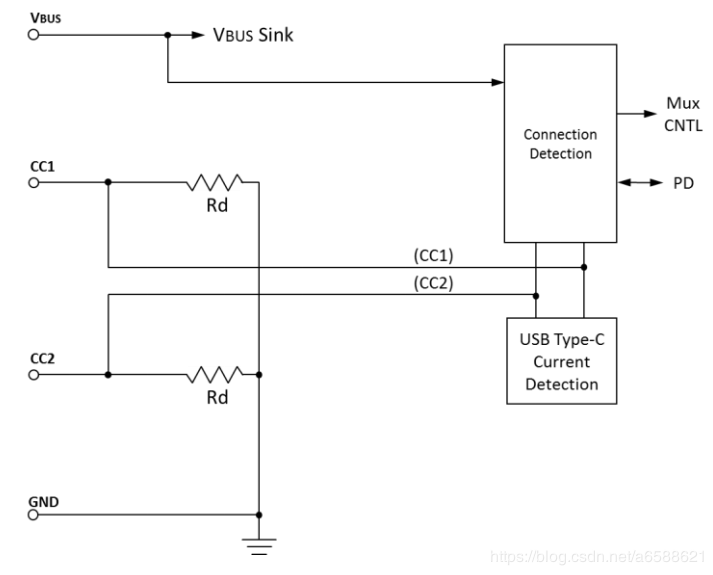 VBUS
VBUS Sink
Mux
CNTL
Connection
Detection
CC1
PD
Rd
(CC1)
(CC2)
USB Type-C
Current
Detection
CC2
Rd
GND
https://blog.csdn.net/a6588621